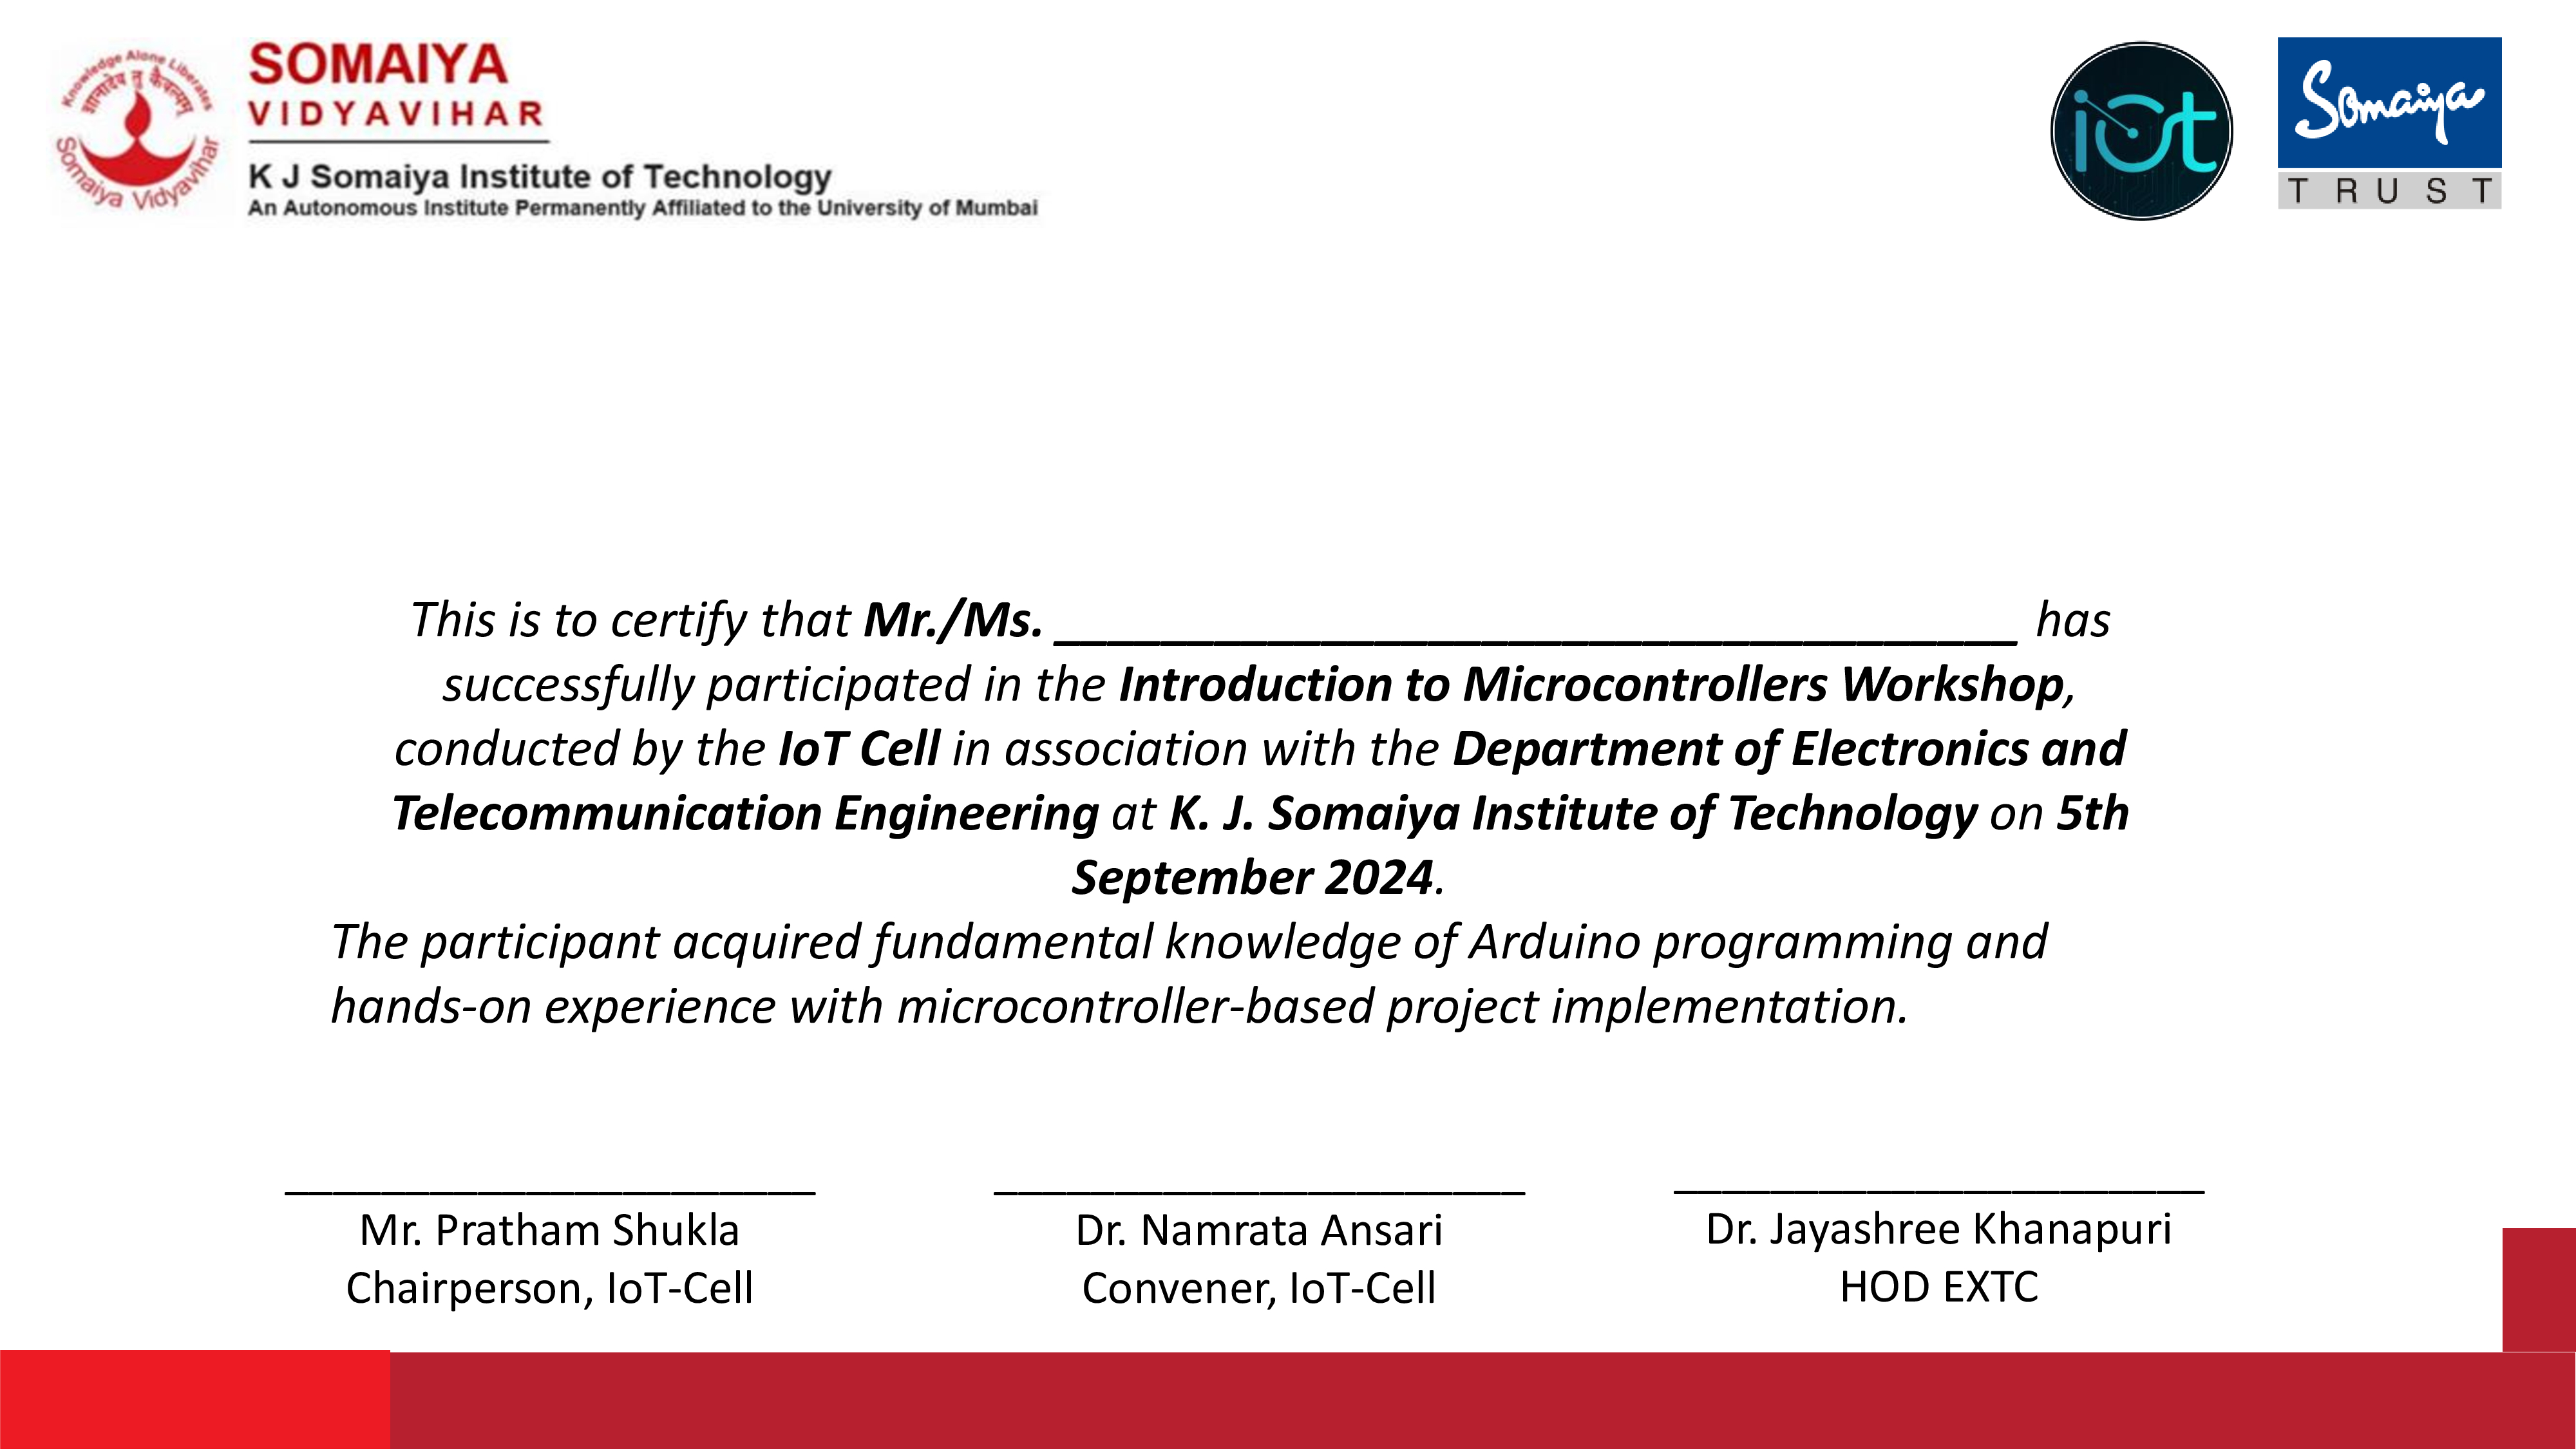 Knowledge Alone Liberates
ज्ञानादेव तु कैवल्यम्
Somaiya Vidyavihar
SOMAIYA
VIDYAVIHAR
K J Somaiya Institute of Technology
An Autonomous Institute Permanently Affiliated to the University of Mumbai
iot
Somaiya
TRUST
This is to certify that Mr./Ms. ____________________________________ has
successfully participated in the Introduction to Microcontrollers Workshop,
conducted by the IoT Cell in association with the Department of Electronics and
Telecommunication Engineering at K. J. Somaiya Institute of Technology on 5th
September 2024.
The participant acquired fundamental knowledge of Arduino programming and
hands-on experience with microcontroller-based project implementation.
______________________ ______________________ ______________________
Mr. Pratham Shukla Dr. Namrata Ansari Dr. Jayashree Khanapuri
Chairperson, IoT-Cell Convener, IoT-Cell HOD EXTC